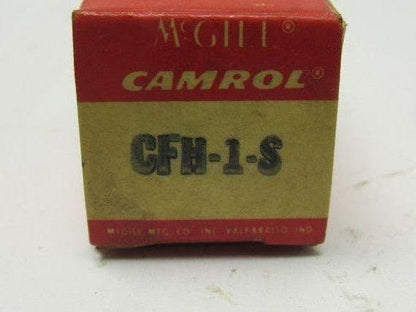 McGILL®
CAMROL®
CFH-1-S
McGILL MFG. CO. INC. VALPARAISO, IND.